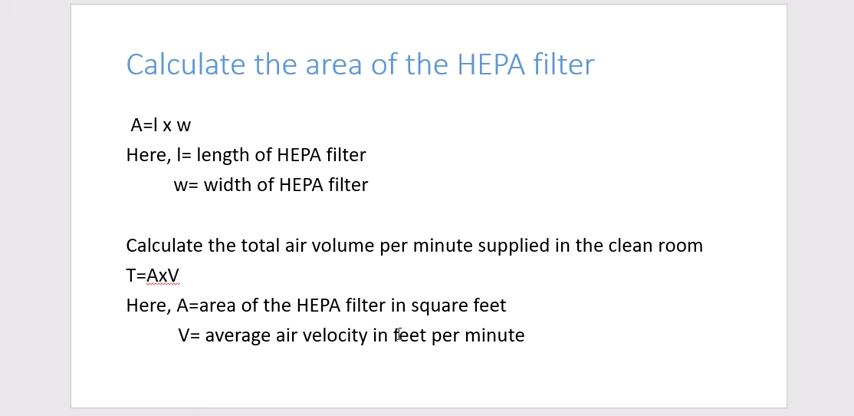 Calculate the area of the HEPA filter
A=l x w
Here, l= length of HEPA filter
w= width of HEPA filter
Calculate the total air volume per minute supplied in the clean room
T=AxV
Here, A=area of the HEPA filter in square feet
V= average air velocity in feet per minute